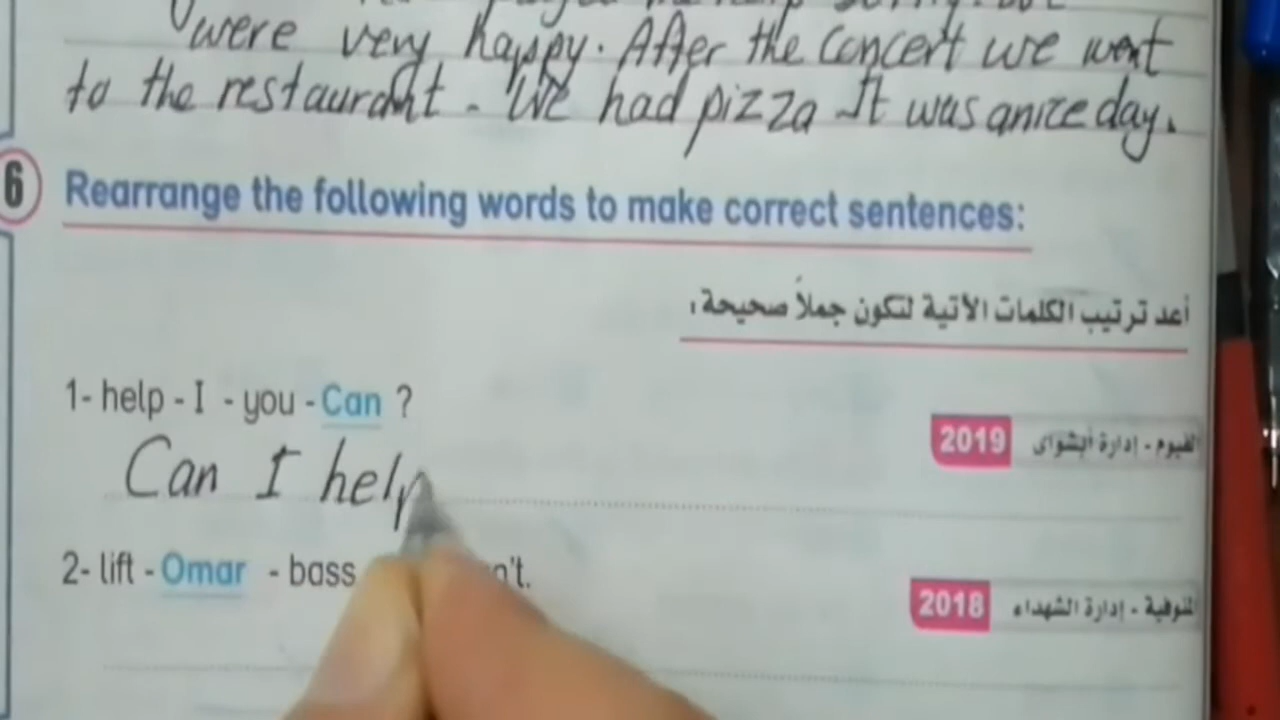 were very happy. After the concert we went
to the restaurant. We had pizza It was a nice day.
6 Rearrange the following words to make correct sentences:
أعد ترتيب الكلمات الآتية لتكون جملاً صحيحة:
1- help - I - you - Can ?
2019 الفيوم - إدارة أبشواى
Can I help
2- lift - Omar - bass n't.
2018 المنوفية - إدارة الشهداء